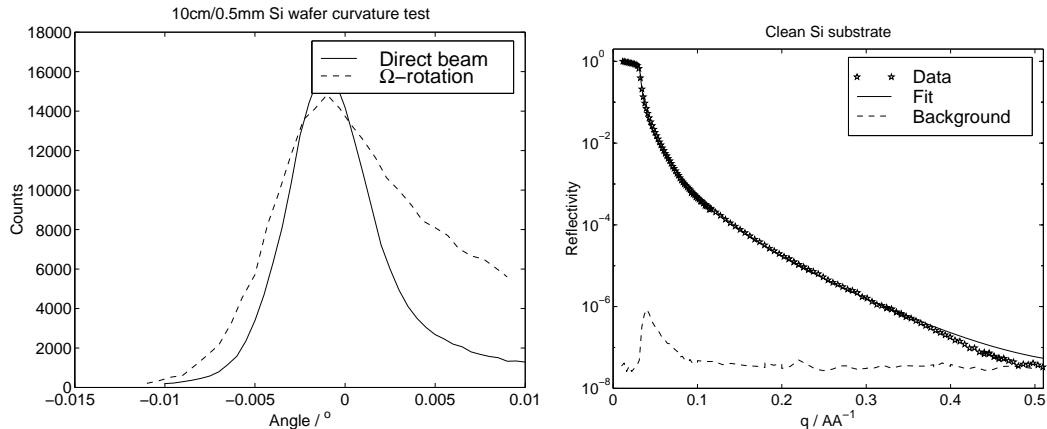 10cm/0.5mm Si wafer curvature test
18000
16000
14000
12000
10000
8000
6000
4000
2000
0
Counts
Direct beam
Ω−rotation
−0.015
−0.01
−0.005
0
0.005
0.01
Angle / °
Clean Si substrate
10⁰
10⁻²
10⁻⁴
10⁻⁶
10⁻⁸
Reflectivity
Data
Fit
Background
0
0.1
0.2
0.3
0.4
0.5
q / AA⁻¹